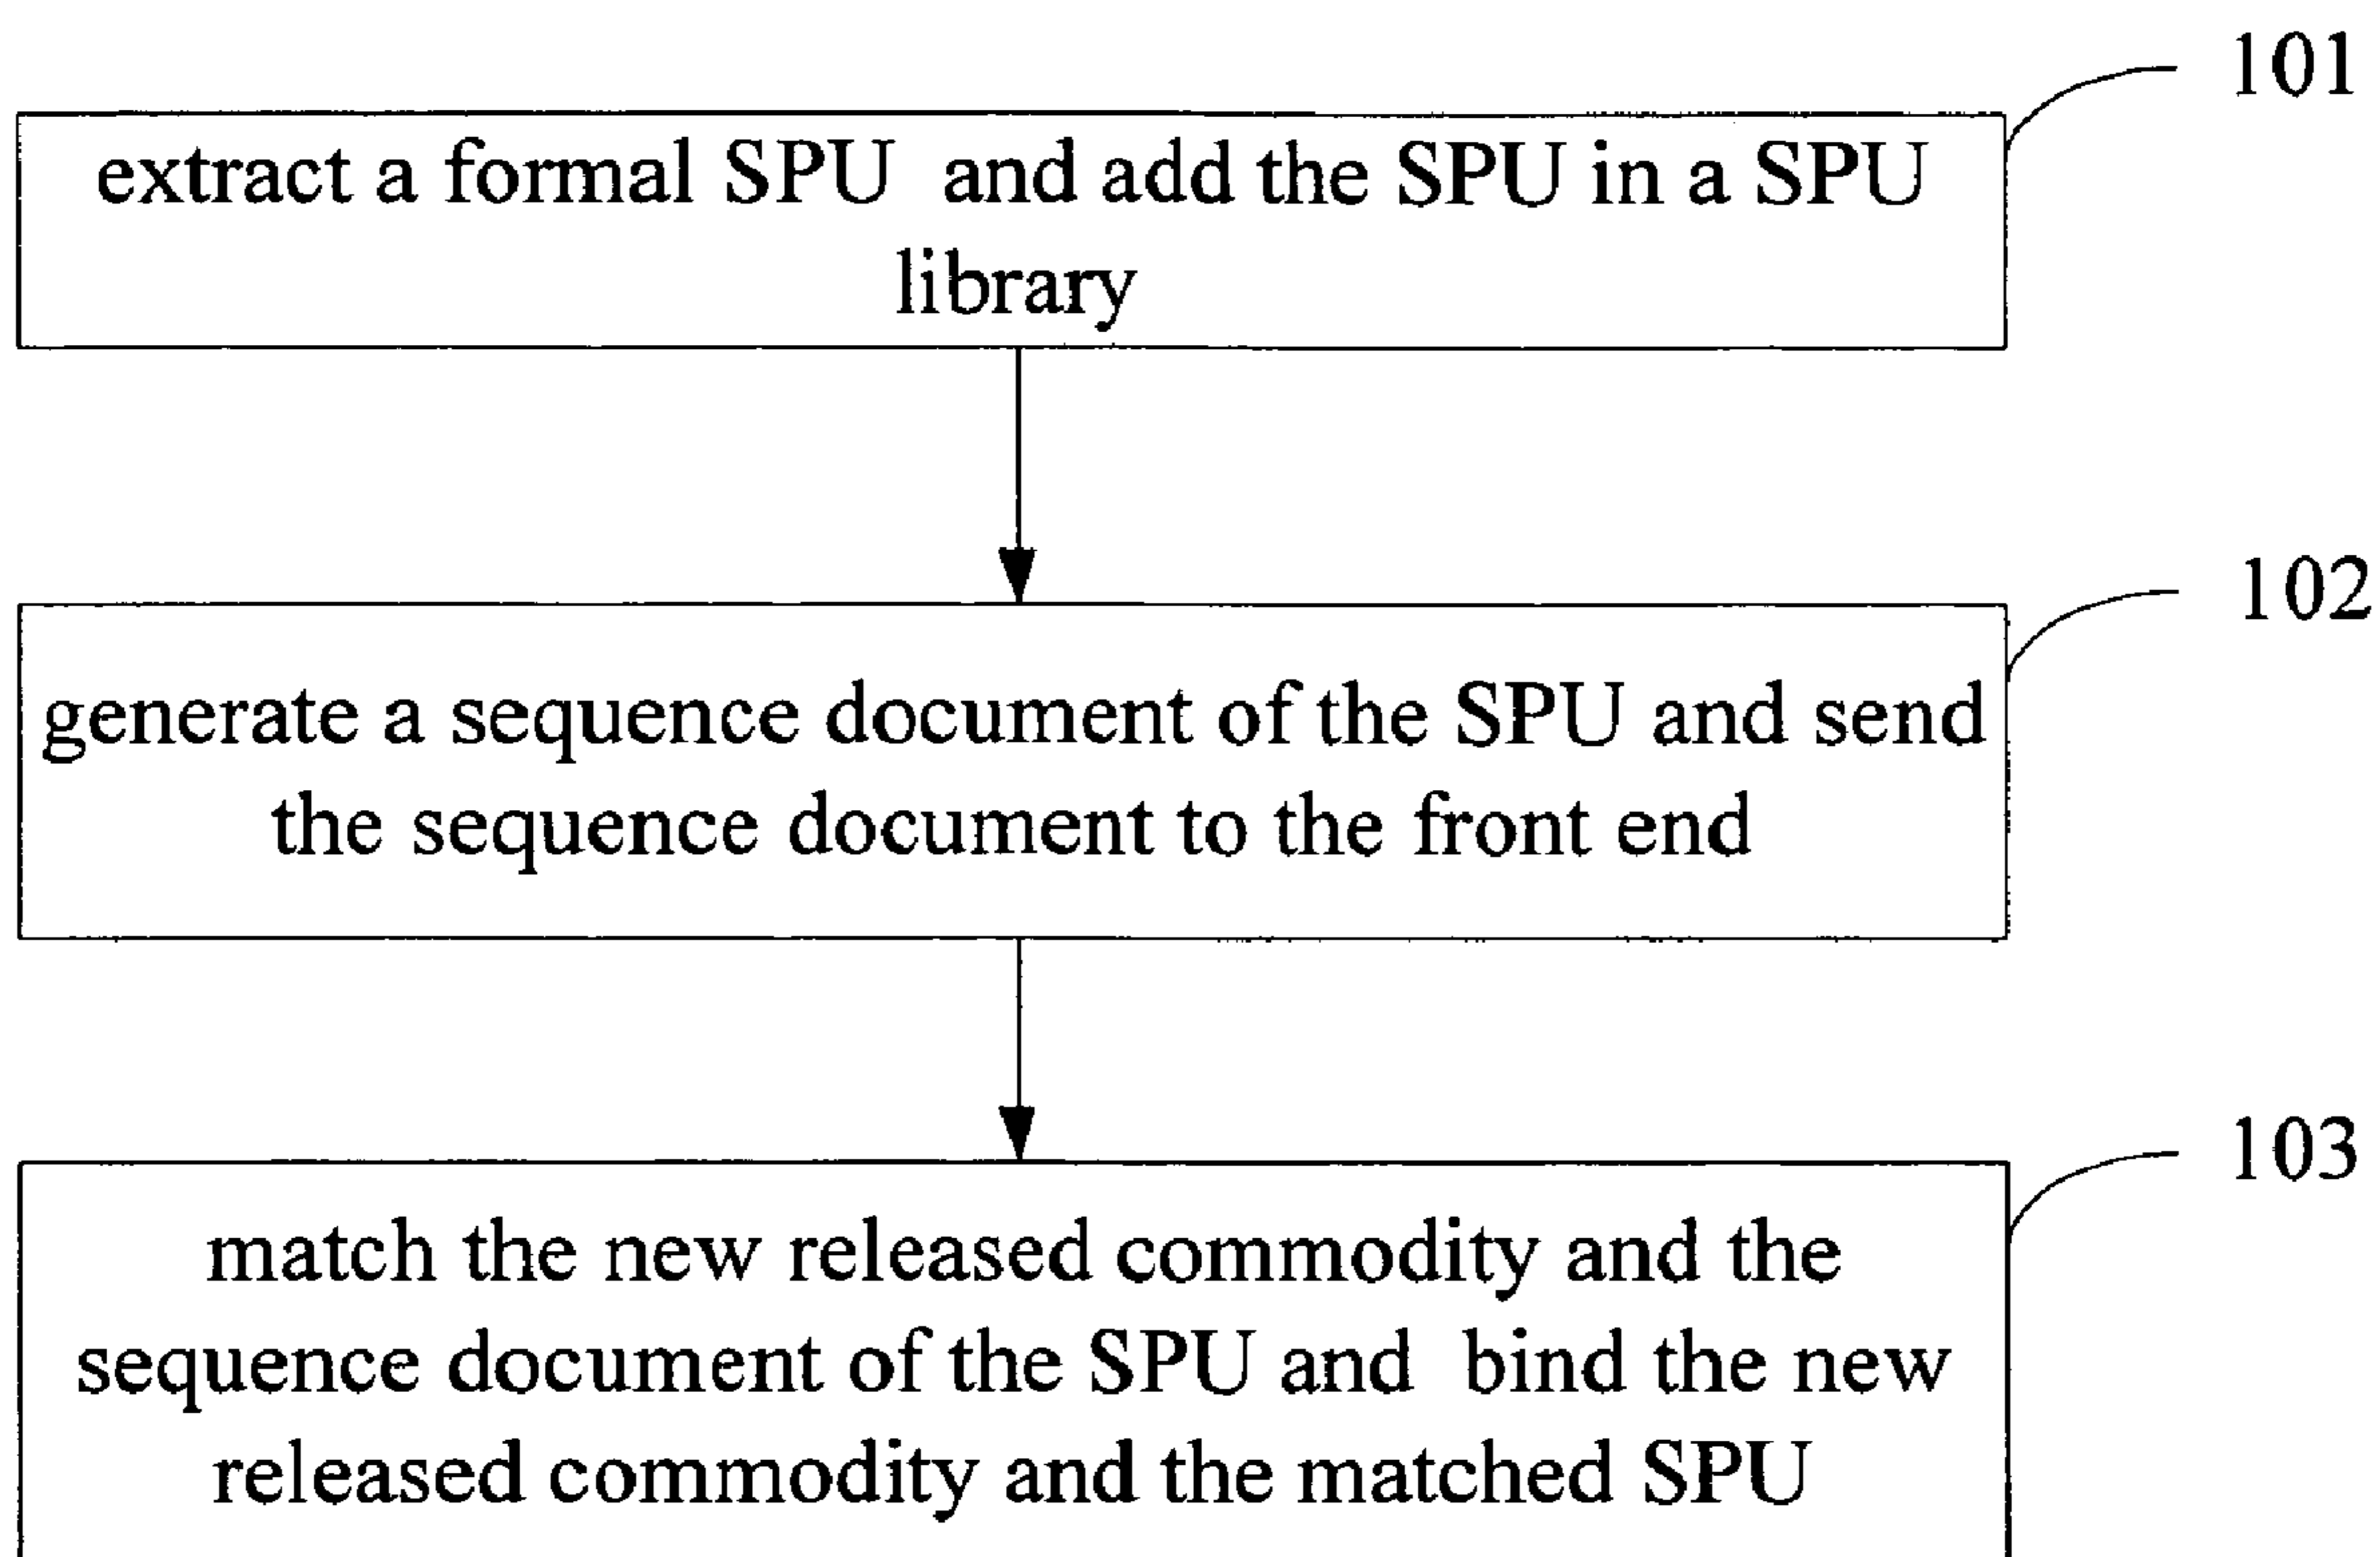 101
extract a formal SPU and add the SPU in a SPU
library
102
generate a sequence document of the SPU and send
the sequence document to the front end
103
match the new released commodity and the
sequence document of the SPU and bind the new
released commodity and the matched SPU